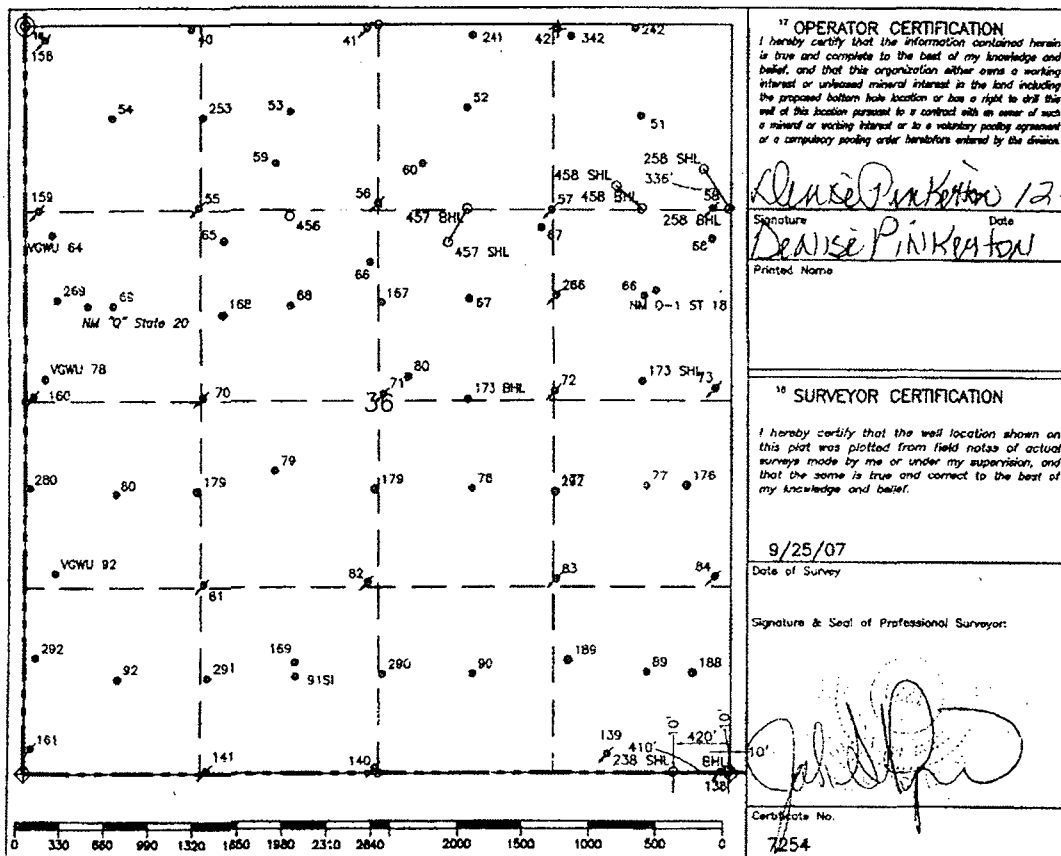 158
40
41
241
42
342
242
54
253
53
52
51
59
60
258 SHL
458 SHL
336'
159
55
56
457 BHL
57
458 BHL
58
258 BHL
456
VGWU 64
65
67
68
457 SHL
66
269
69
168
68
167
67
266
66
NM "Q" State 20
NM O-1 ST 18
VGWU 78
80
160
70
71
36
173 BHL
72
173 SHL
73
79
280
80
179
179
78
77
176
VGWU 92
81
82
83
84
292
92
291
169
91SI
290
90
189
89
188
161
141
140
139
10'
420'
10'
410'
10'
238 SHL
BHL
138
0 330 660 990 1320 1650 1980 2310 2640 2000 1500 1000 500 0
17 OPERATOR CERTIFICATION
I hereby certify that the information contained herein
is true and complete to the best of my knowledge and
belief, and that this organization either owns a working
interest or unleased mineral interest in the land including
the proposed bottom hole location or has a right to drill this
well at this location pursuant to a contract with an owner of such
a mineral or working interest or to a voluntary pooling agreement
or a compulsory pooling order heretofore entered by the division.
Denise Pinkerton 12-
Signature Date
DENISE PINKERTON
Printed Name
18 SURVEYOR CERTIFICATION
I hereby certify that the well location shown on
this plat was plotted from field notes of actual
surveys made by me or under my supervision, and
that the same is true and correct to the best of
my knowledge and belief.
9/25/07
Date of Survey
Signature & Seal of Professional Surveyor:
Certificate No.
7254